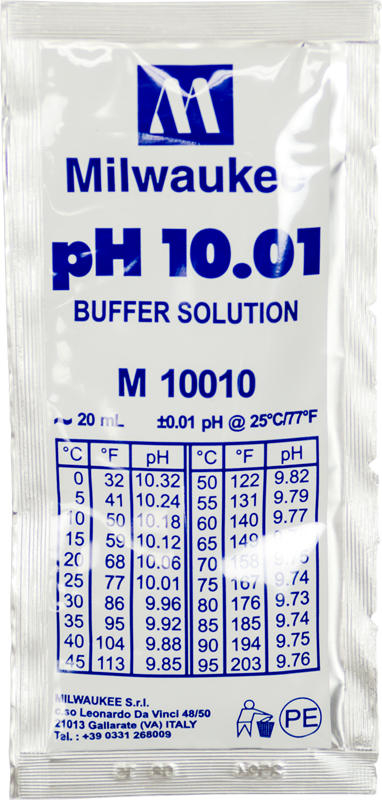 M
Milwaukee
pH 10.01
BUFFER SOLUTION
M 10010
~ 20 mL ±0.01 pH @ 25°C/77°F
°C °F pH °C °F pH
0 32 10.32 50 122 9.82
5 41 10.24 55 131 9.79
10 50 10.18 60 140 9.77
15 59 10.12 65 149
20 68 10.06 70 158
25 77 10.01 75 167 9.74
30 86 9.96 80 176 9.73
35 95 9.92 85 185 9.74
40 104 9.88 90 194 9.75
45 113 9.85 95 203 9.76
MILWAUKEE S.r.l.
Leonardo Da Vinci 48/50
21013 Gallarate (VA) ITALY
Tel. : +39 0331 268009
PE